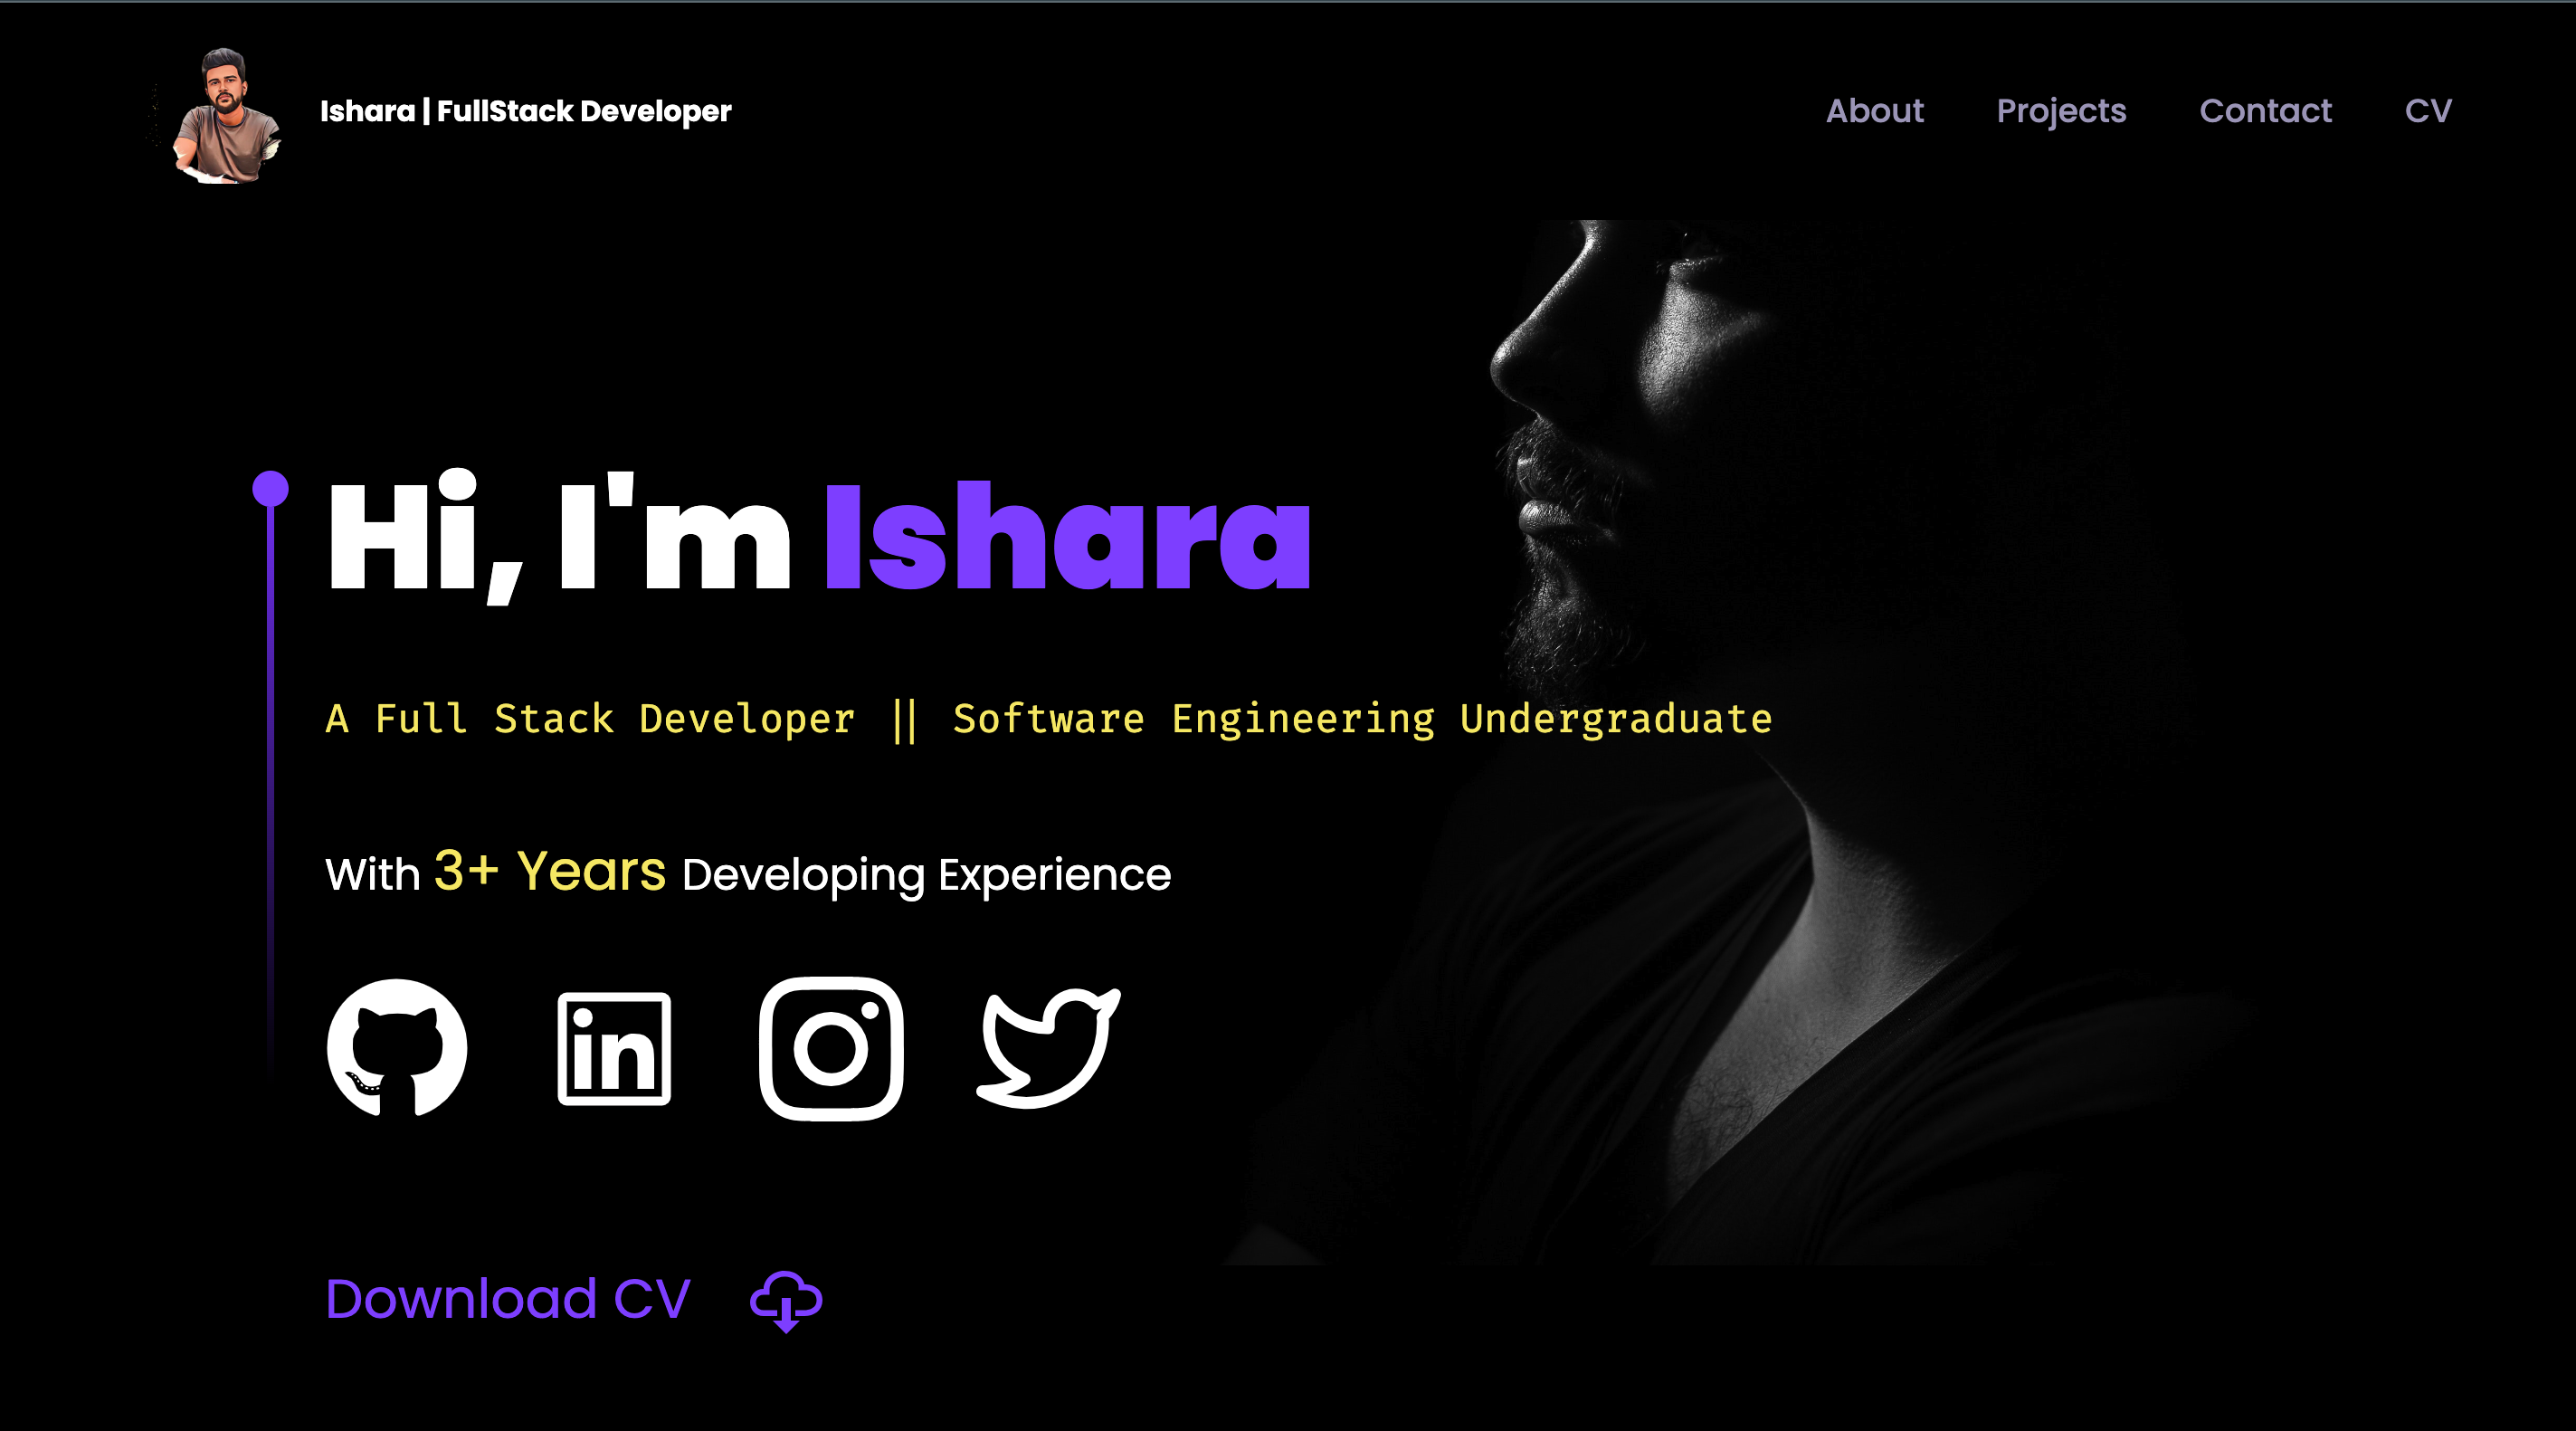 Ishara | FullStack Developer
About Projects Contact CV
Hi, I'm Ishara
A Full Stack Developer || Software Engineering Undergraduate
With 3+ Years Developing Experience
in
Download CV